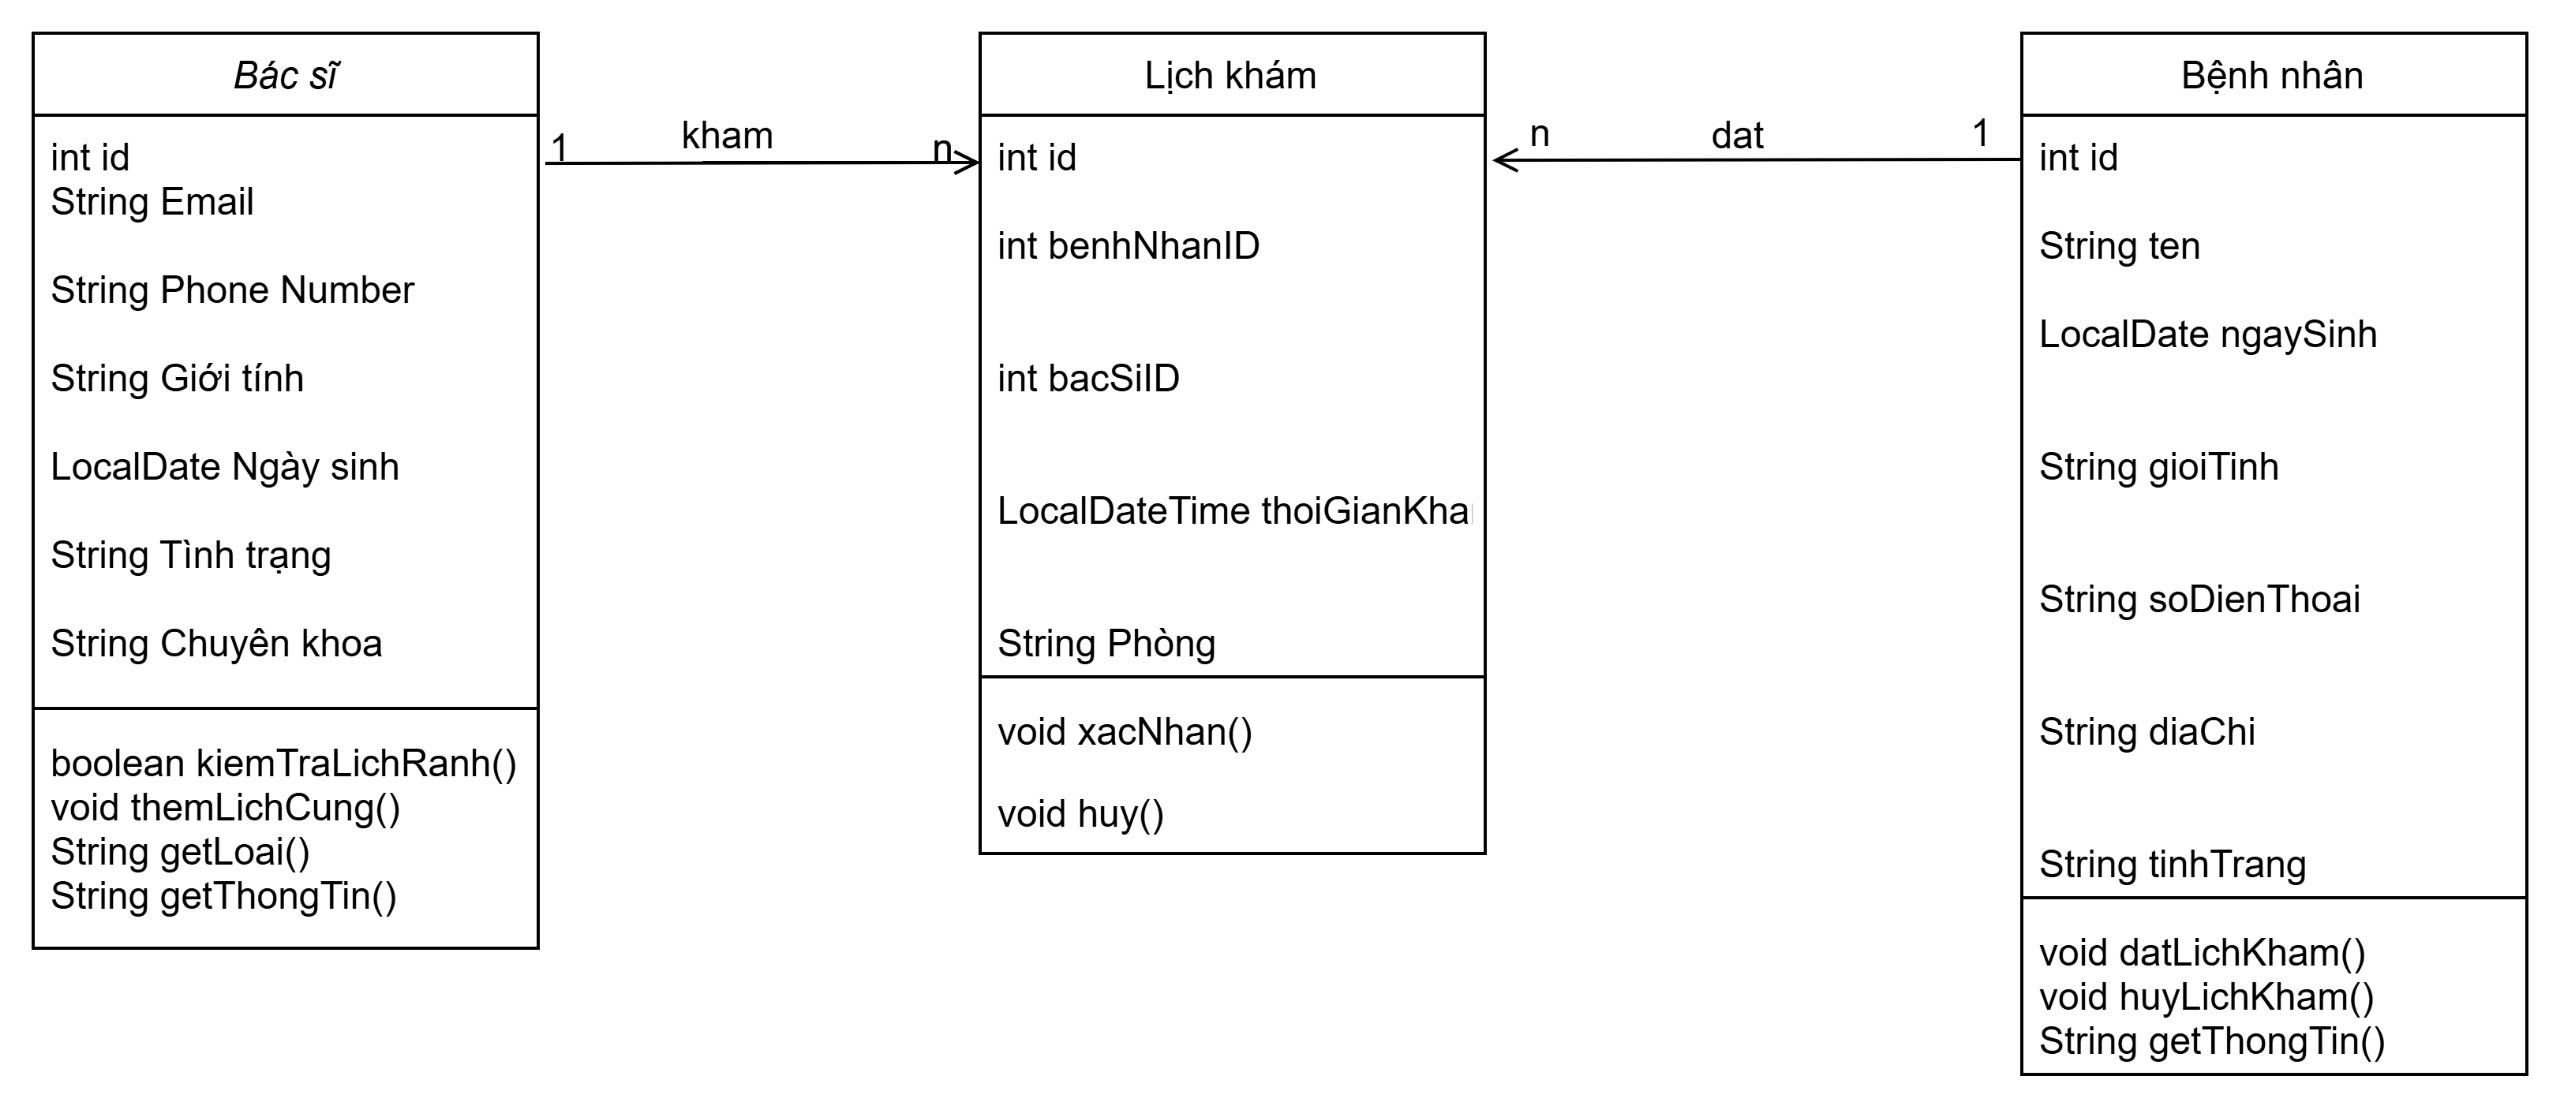 Bác sĩ
int id
String Email
String Phone Number
String Giới tính
LocalDate Ngày sinh
String Tình trạng
String Chuyên khoa
boolean kiemTraLichRanh()
void themLichCung()
String getLoai()
String getThongTin()
1
kham
n
Lịch khám
int id
int benhNhanID
int bacSiID
LocalDateTime
String Phòng
void xacNhan()
void huy()
n
dat
1
Bệnh nhân
int id
String ten
LocalDate ngaySinh
String gioiTinh
String soDienThoai
String diaChi
String tinhTrang
void datLichKham()
void huyLichKham()
String getThongTin()